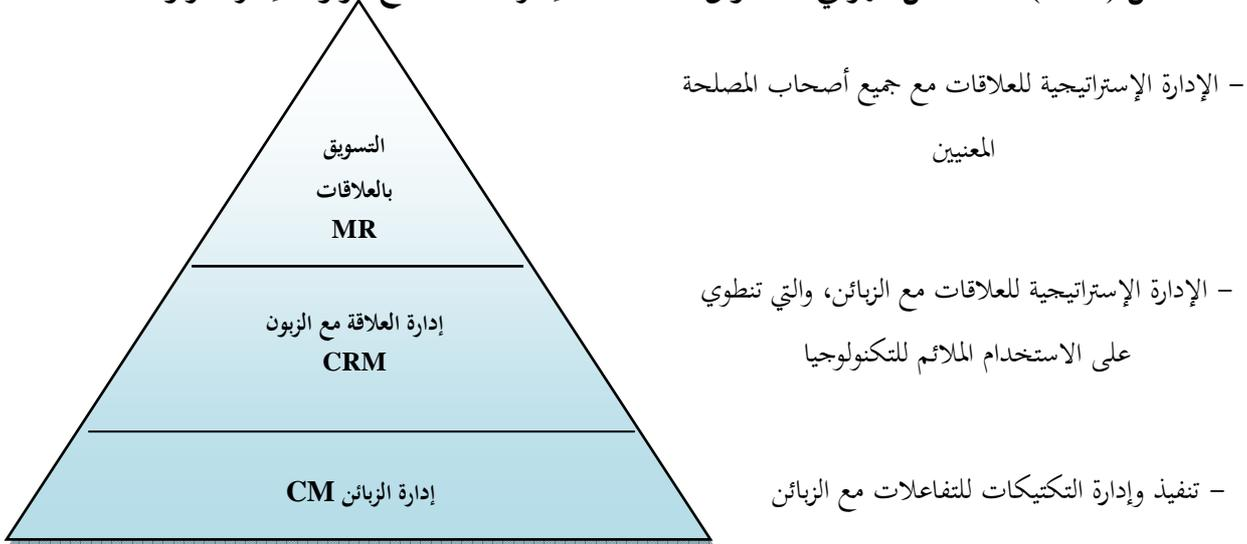 – الإدارة الإستراتيجية للعلاقات مع جميع أصحاب المصلحة
المعنيين
التسويق
بالعلاقات
MR
– الإدارة الإستراتيجية للعلاقات مع الزبائن، والتي تنطوي
على الاستخدام الملائم للتكنولوجيا
إدارة العلاقة مع الزبون
CRM
– تنفيذ وإدارة التكتيكات للتفاعلات مع الزبائن
إدارة الزبائن CM